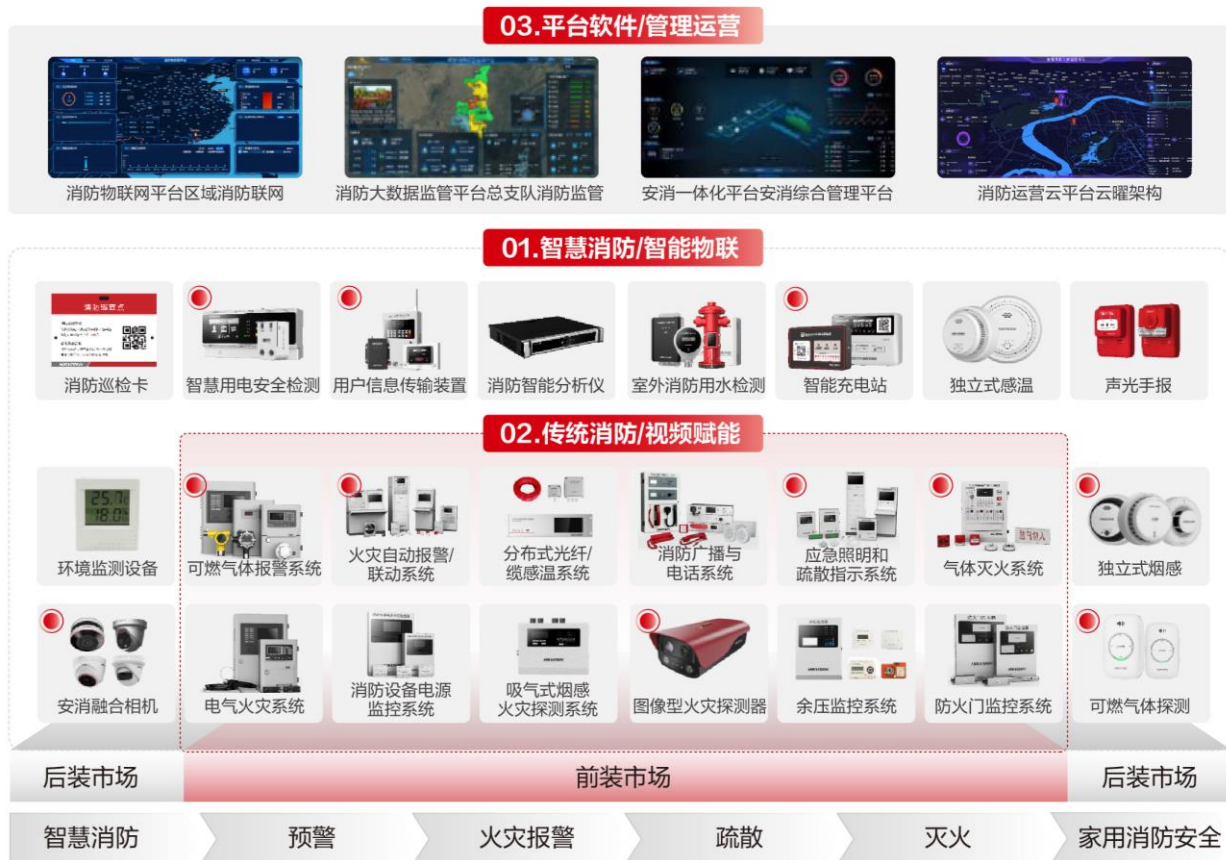 03.平台软件/管理运营
消防物联网平台区域消防联网
消防大数据监管平台总支队消防监管
安消一体化平台安消综合管理平台
消防运营云平台云曜架构
01.智慧消防/智能物联
消防巡检卡
智慧用电安全检测
用户信息传输装置
消防智能分析仪
室外消防用水检测
智能充电站
独立式感温
声光手报
02.传统消防/视频赋能
25.7
18.0
环境监测设备
可燃气体报警系统
火灾自动报警/
联动系统
分布式光纤/
缆感温系统
消防广播与
电话系统
应急照明和
疏散指示系统
气体灭火系统
独立式烟感
安消融合相机
电气火灾系统
消防设备电源
监控系统
吸气式烟感
火灾探测系统
图像型火灾探测器
余压监控系统
防火门监控系统
可燃气体探测
后装市场
前装市场
后装市场
智慧消防
预警
火灾报警
疏散
灭火
家用消防安全